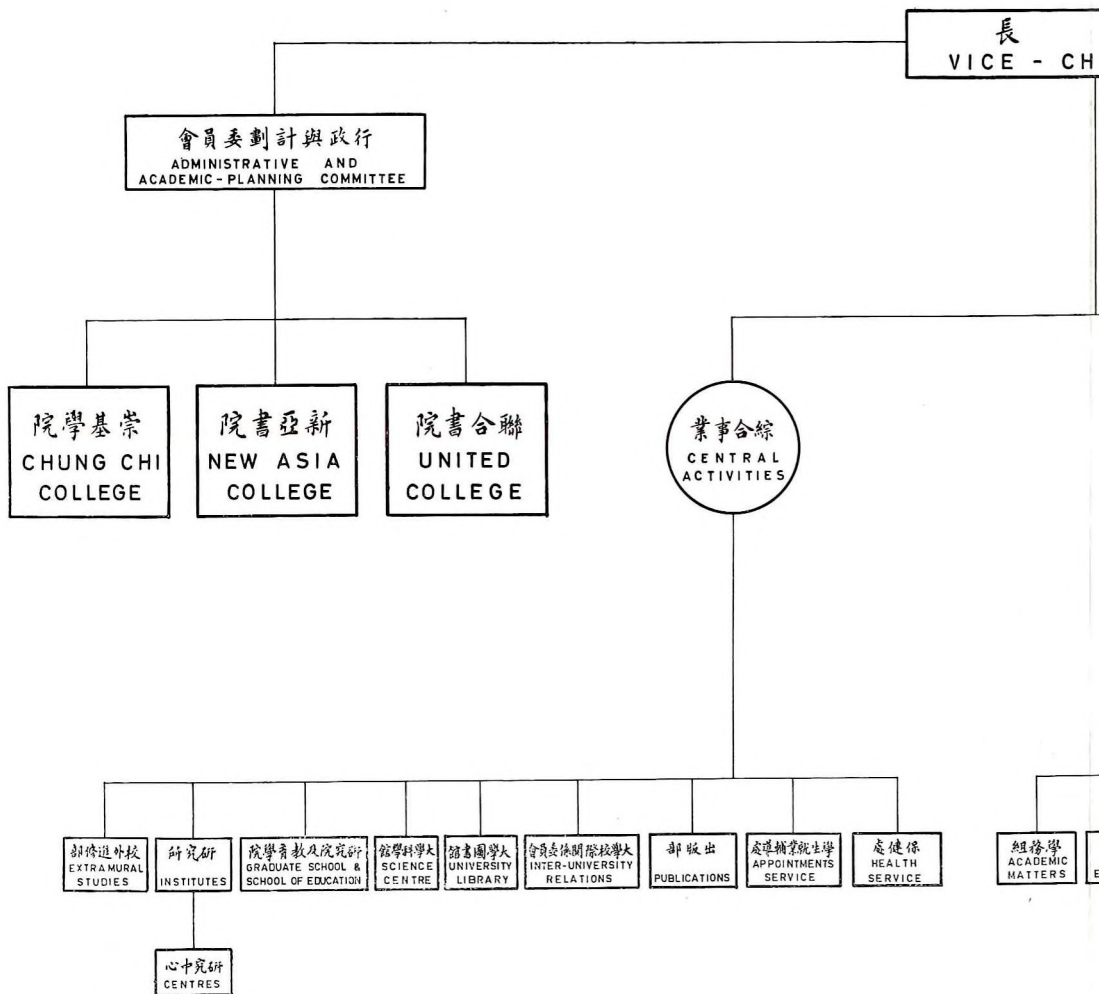 長
VICE - CH
行政與計劃委員會
ADMINISTRATIVE AND
ACADEMIC-PLANNING COMMITTEE
崇基學院
CHUNG CHI
COLLEGE
新亞書院
NEW ASIA
COLLEGE
聯合書院
UNITED
COLLEGE
綜合事業
CENTRAL
ACTIVITIES
校外進修部
EXTRAMURAL
STUDIES
研究所
INSTITUTES
研究院及教育學院
GRADUATE SCHOOL &
SCHOOL OF EDUCATION
大學科學館
SCIENCE
CENTRE
大學圖書館
UNIVERSITY
LIBRARY
大學校際關係委員會
INTER-UNIVERSITY
RELATIONS
出版部
PUBLICATIONS
學生就業輔導處
APPOINTMENTS
SERVICE
保健處
HEALTH
SERVICE
學務組
ACADEMIC
MATTERS
E
研究中心
CENTRES